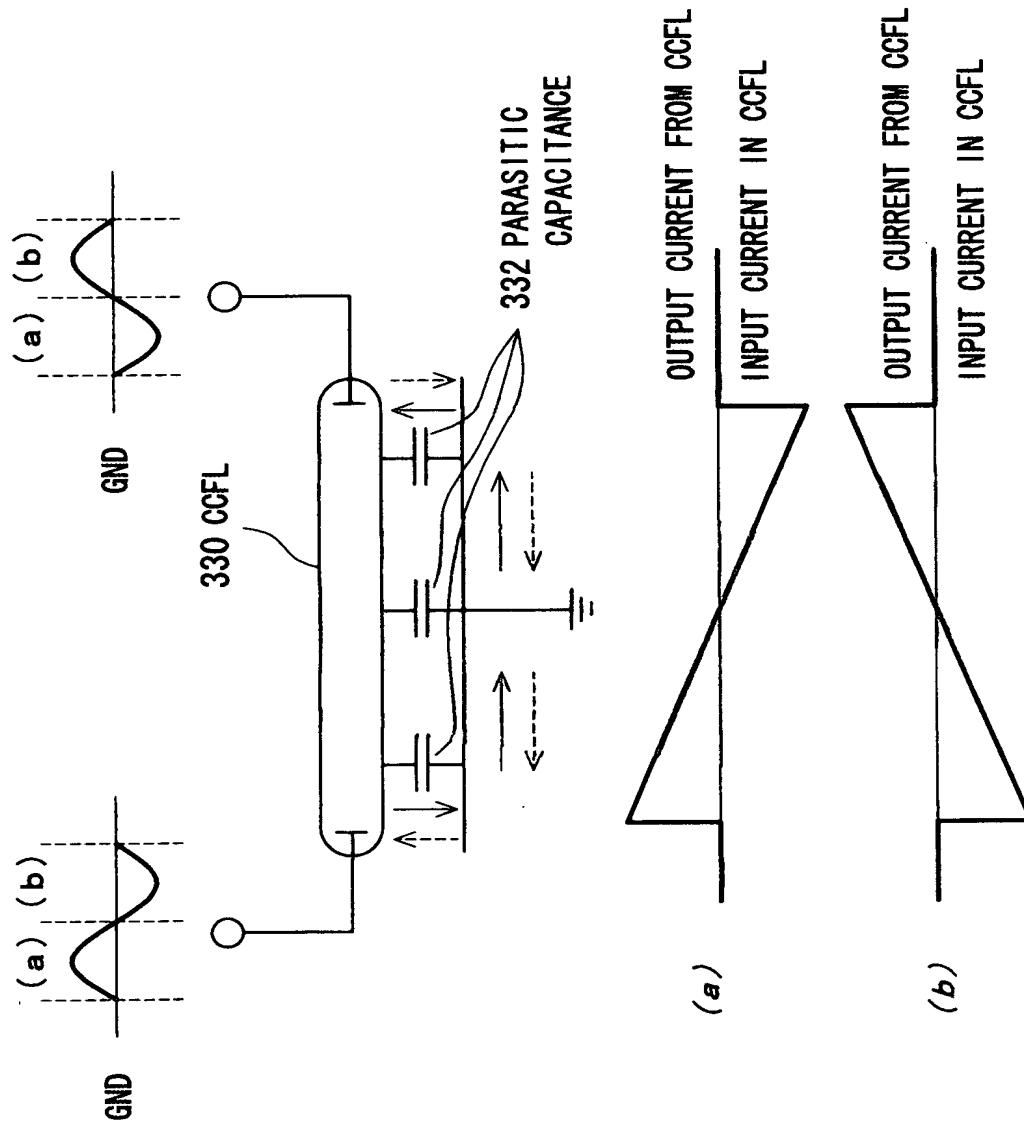 (a) (b)
GND
(a) (b)
GND
330 CCFL
332 PARASITIC
CAPACITANCE
(a)
OUTPUT CURRENT FROM CCFL
INPUT CURRENT IN CCFL
(b)
OUTPUT CURRENT FROM CCFL
INPUT CURRENT IN CCFL